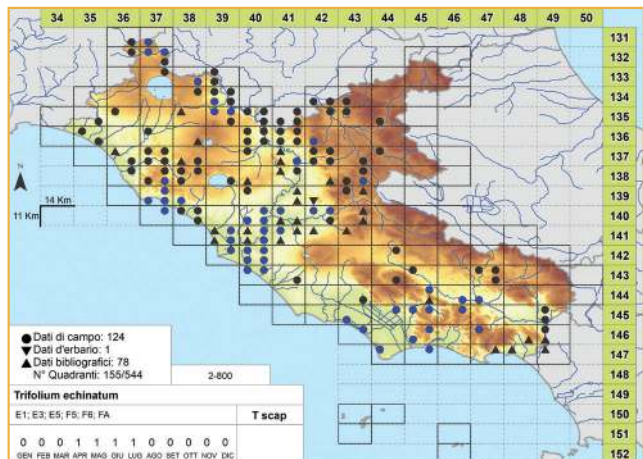 34 35 36 37 38 39 40 41 42 43 44 45 46 47 48 49 50
131
132
133
134
135
136
137
138
139
140
141
142
143
144
145
146
147
148
149
150
151
152
N
14 Km
11 Km
● Dati di campo: 124
▼ Dati d'erbario: 1
▲ Dati bibliografici: 78
N° Quadranti: 155/544
2-800
Trifolium echinatum
E1; E3; E5; F5; F6; FA
T scap
0 0 0 1 1 1 1 0 0 0 0 0
GEN FEB MAR APR MAG GIU LUG AGO SET OTT NOV DIC